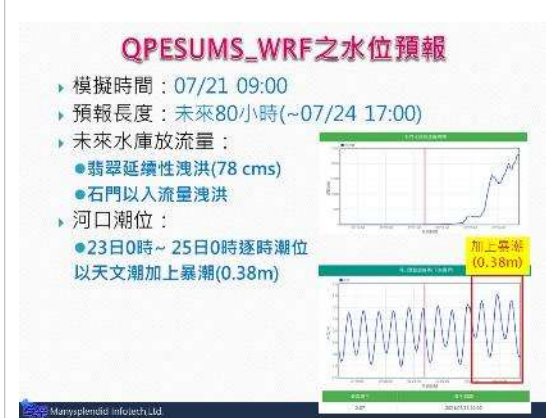 QPESUMS_WRF之水位預報
模擬時間：07/21 09:00
預報長度：未來80小時(~07/24 17:00)
未來水庫放流量：
翡翠延續性洩洪(78 cms)
石門以入流量洩洪
河口潮位：
23日0時~ 25日0時逐時潮位
以天文潮加上暴潮(0.38m)
加上暴潮
(0.38m)
Manysplendid Infotech,Ltd.